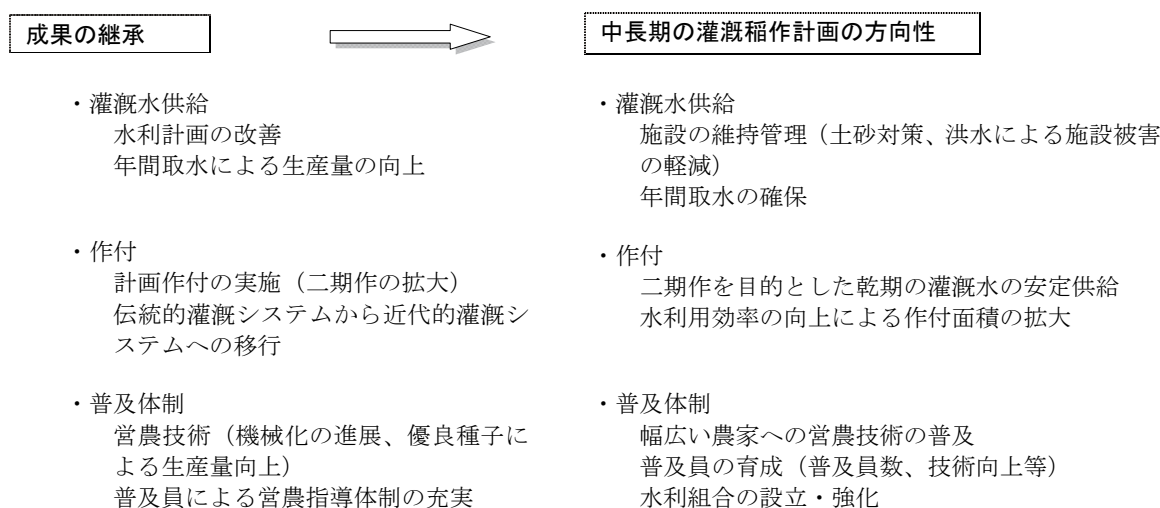 成果の継承
・灌漑水供給
水利計画の改善
年間取水による生産量の向上
・作付
計画作付の実施（二期作の拡大）
伝統的灌漑システムから近代的灌漑シ
ステムへの移行
・普及体制
営農技術（機械化の進展、優良種子に
よる生産量向上）
普及員による営農指導体制の充実
中長期の灌漑稲作計画の方向性
・灌漑水供給
施設の維持管理（土砂対策、洪水による施設被害
の軽減）
年間取水の確保
・作付
二期作を目的とした乾期の灌漑水の安定供給
水利用効率の向上による作付面積の拡大
・普及体制
幅広い農家への営農技術の普及
普及員の育成（普及員数、技術向上等）
水利組合の設立・強化